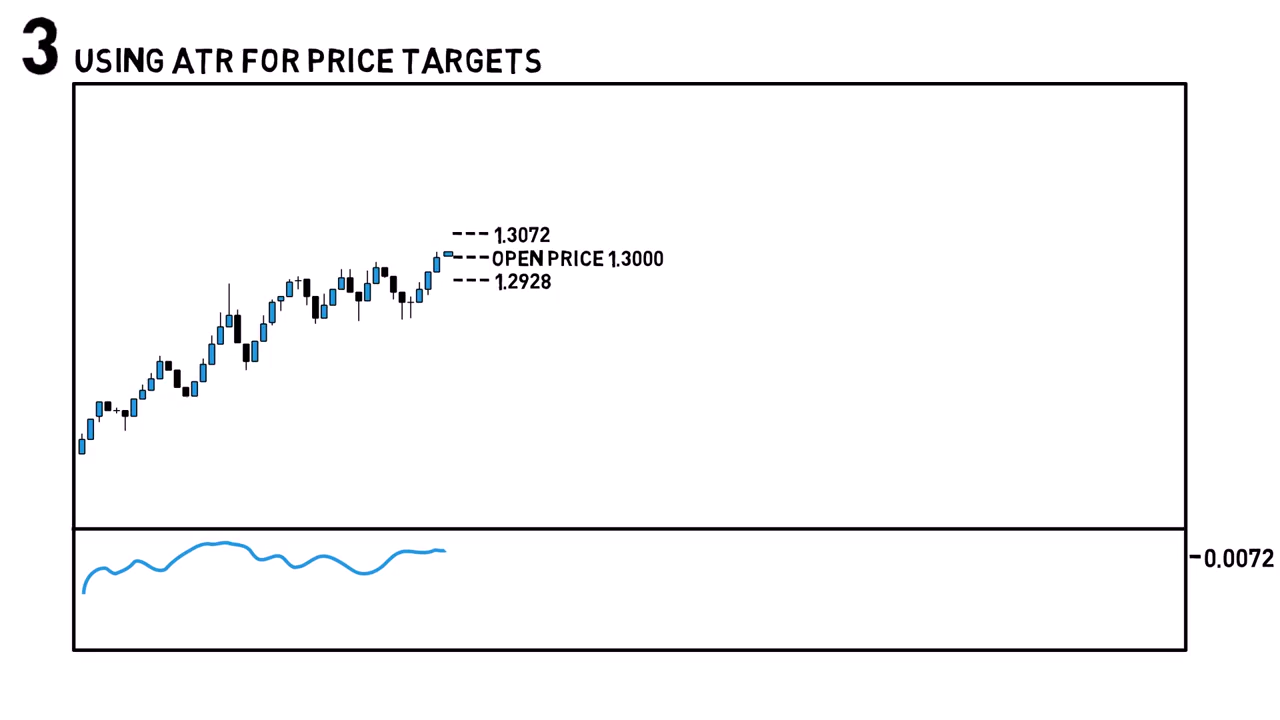 3 USING ATR FOR PRICE TARGETS
1.3072
OPEN PRICE 1.3000
1.2928
0.0072